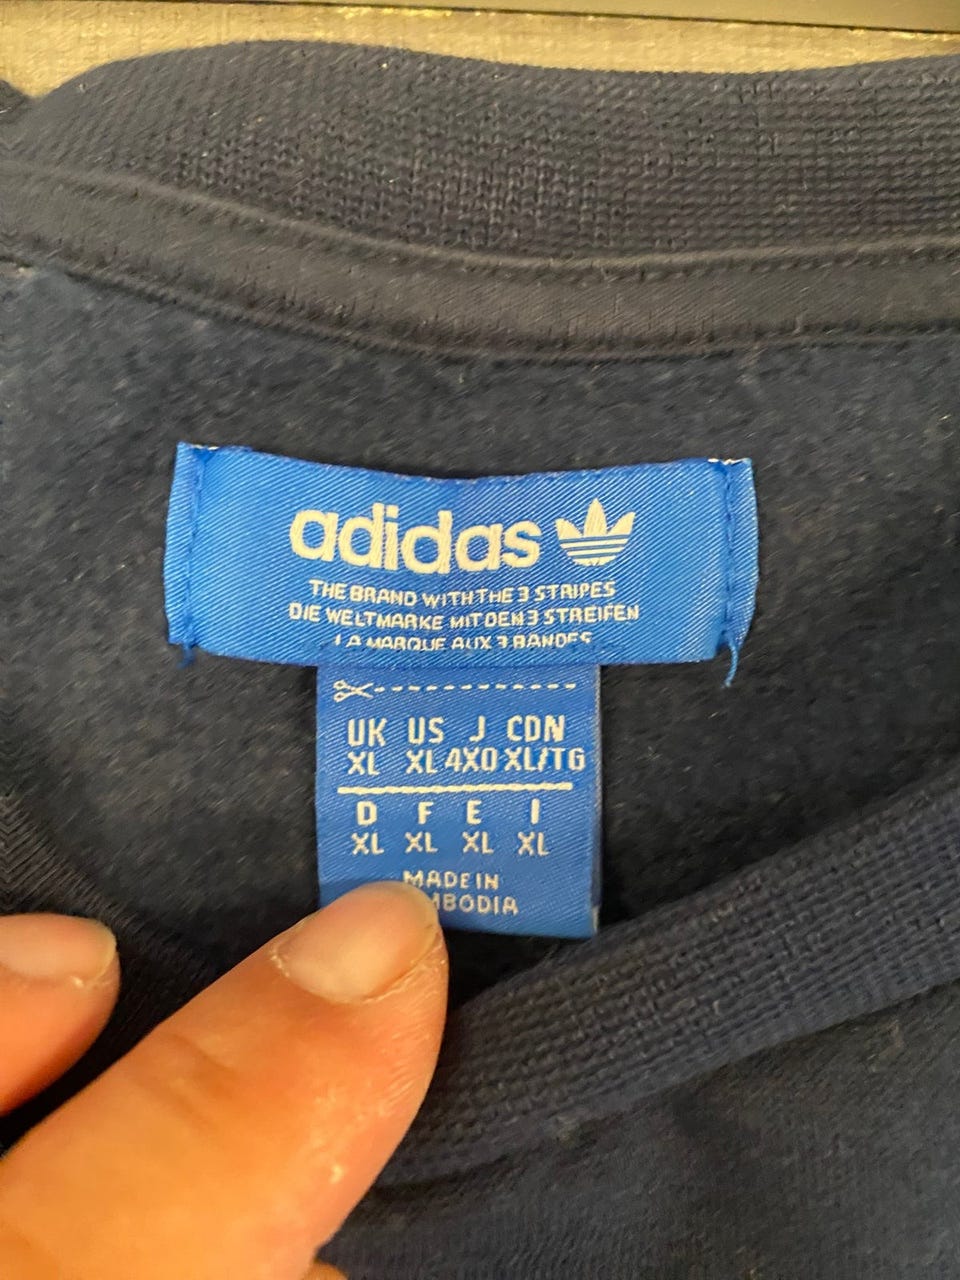 adidas
THE BRAND WITH THE 3 STRIPES
DIE WELTMARKE MIT DEN 3 STREIFEN
LA MARQUE AUX 3 BANDES
UK US J CDN
XL XL 4XO XL/TG
D F E I
XL XL XL XL
MADE IN
MBODIA